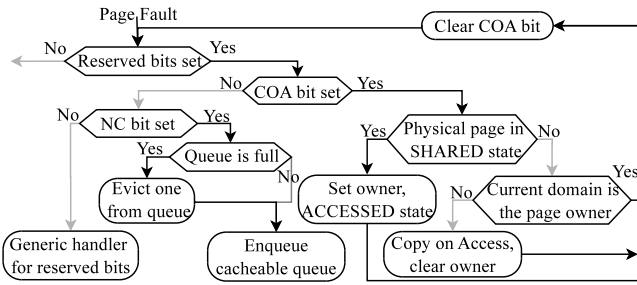 Page Fault
Clear COA bit
No
Reserved bits set
Yes
No
COA bit set
Yes
No
NC bit set
Yes
Yes
Physical page in
SHARED state
No
Yes
Queue is full
No
Evict one
from queue
Set owner,
ACCESSED state
No
Current domain is
the page owner
Yes
Generic handler
for reserved bits
Enqueue
cacheable queue
Copy on Access,
clear owner